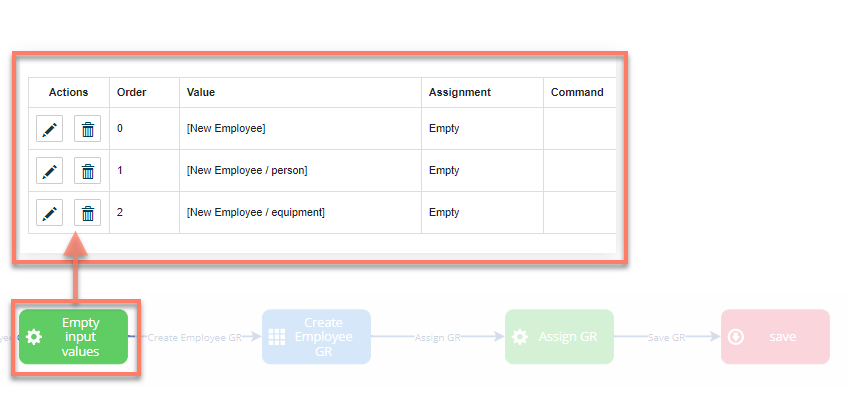 Actions Order Value Assignment Command
0 [New Employee] Empty
1 [New Employee / person] Empty
2 [New Employee / equipment] Empty
Empty
input
values
Create Employee GR
Create
Employee
GR
Assign GR
Assign GR
Save GR
save